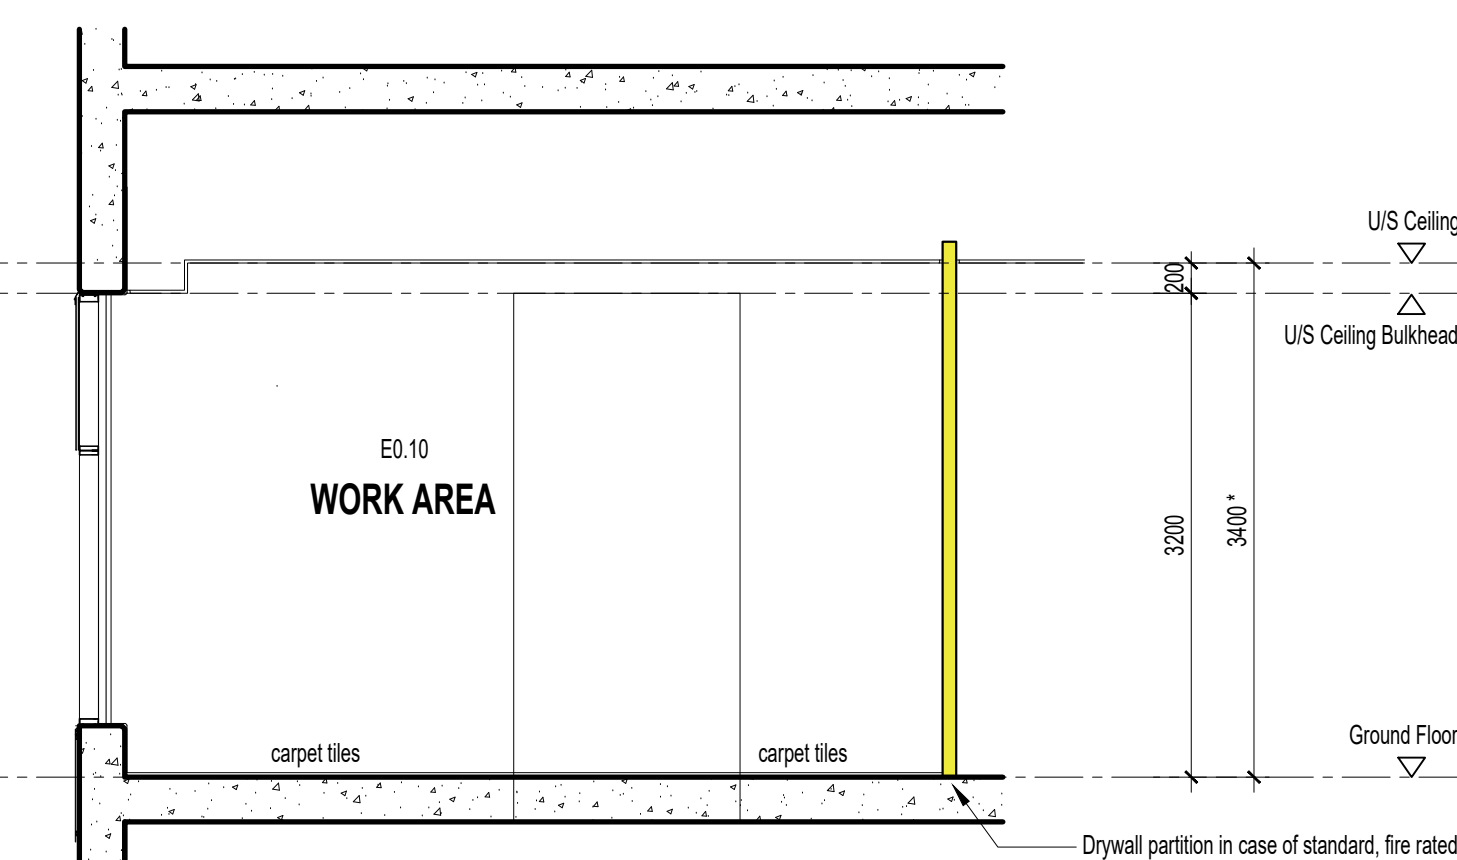 U/S Ceiling
200
U/S Ceiling Bulkhead
E0.10
WORK AREA
3200
3400 *
Ground Floor
carpet tiles
carpet tiles
Drywall partition in case of standard, fire rated